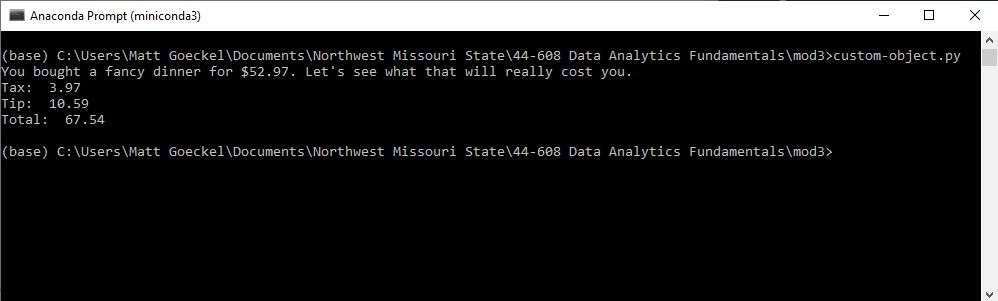 Anaconda Prompt (miniconda3)
(base) C:\Users\Matt Goeckel\Documents\Northwest Missouri State\44-608 Data Analytics Fundamentals\mod3>custom-object.py
You bought a fancy dinner for $52.97. Let's see what that will really cost you.
Tax:  3.97
Tip:  10.59
Total:  67.54
(base) C:\Users\Matt Goeckel\Documents\Northwest Missouri State\44-608 Data Analytics Fundamentals\mod3>